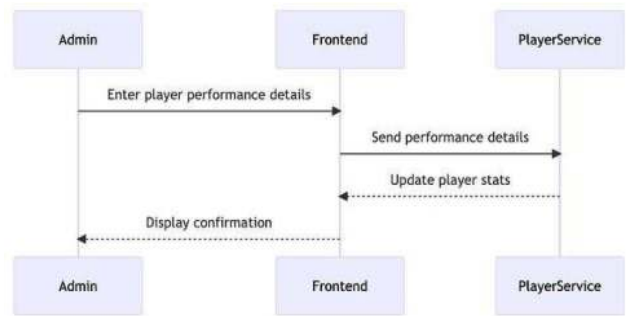 Admin Frontend PlayerService
Enter player performance details
Send performance details
Update player stats
Display confirmation
Admin Frontend PlayerService